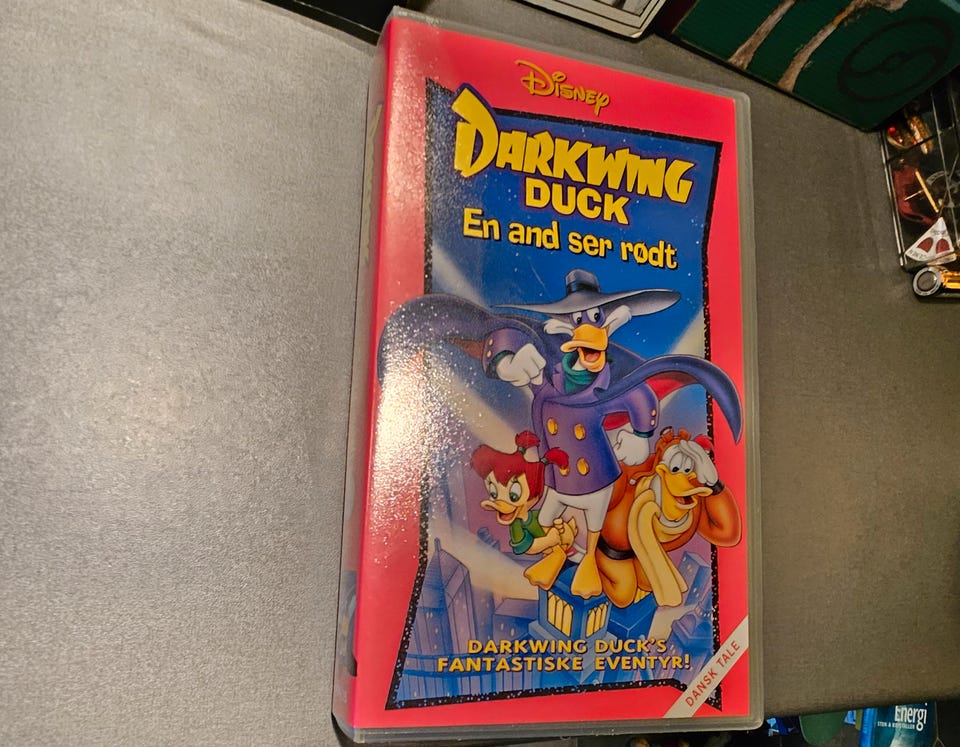 Disney
DARKWING
DUCK
En and ser rødt
DARKWING DUCK'S
FANTASTISKE EVENTYR!
DANSK TALE
Energi